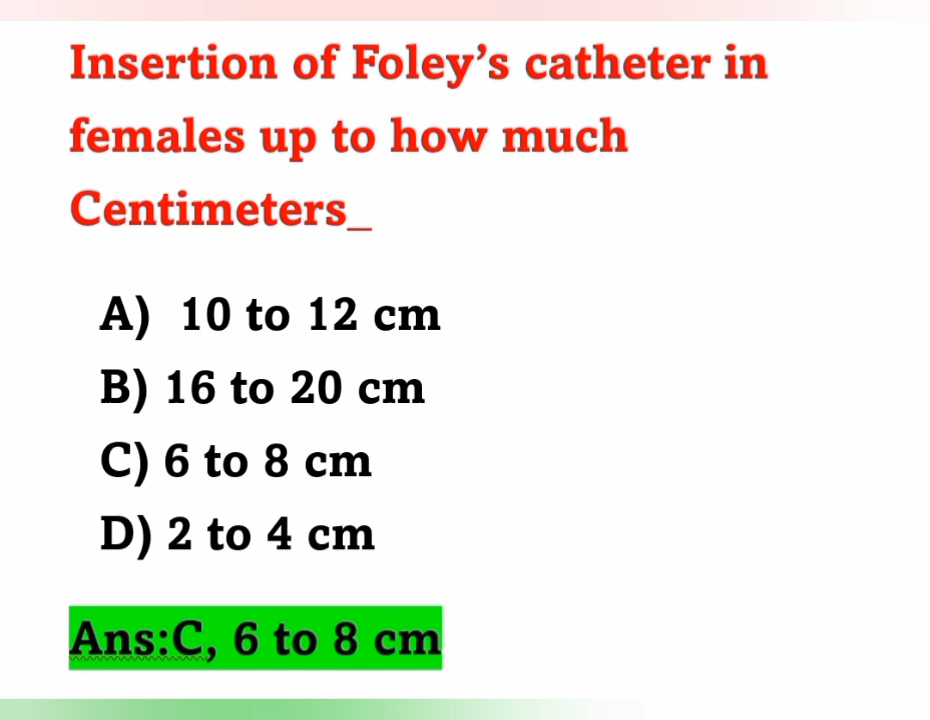 Insertion of Foley’s catheter in
females up to how much
Centimeters_
A) 10 to 12 cm
B) 16 to 20 cm
C) 6 to 8 cm
D) 2 to 4 cm
Ans:C, 6 to 8 cm